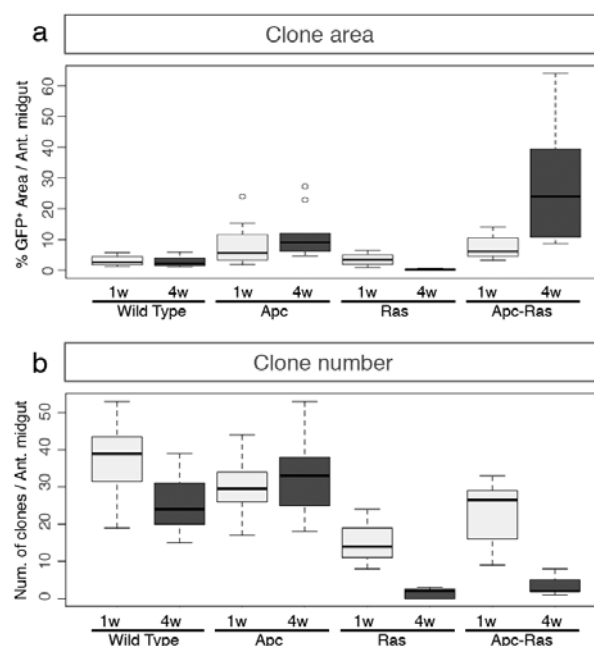 a
Clone area
% GFP⁺ Area / Ant. midgut
60
50
40
30
20
10
0
1w 4w 1w 4w 1w 4w 1w 4w
Wild Type Apc Ras Apc-Ras
b
Clone number
Num. of clones / Ant. midgut
50
40
30
20
10
0
1w 4w 1w 4w 1w 4w 1w 4w
Wild Type Apc Ras Apc-Ras